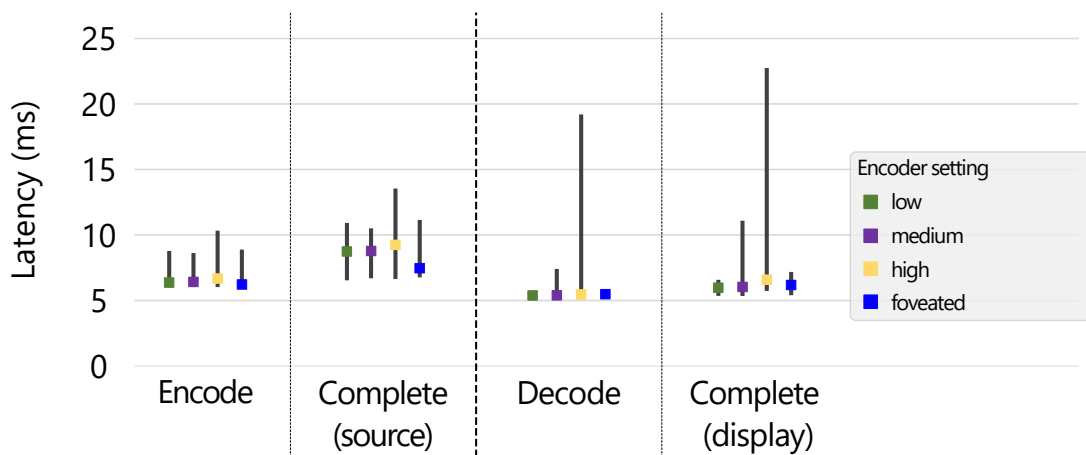 Latency (ms)
25
20
15
10
5
0
Encode
Complete
(source)
Decode
Complete
(display)
Encoder setting
low
medium
high
foveated